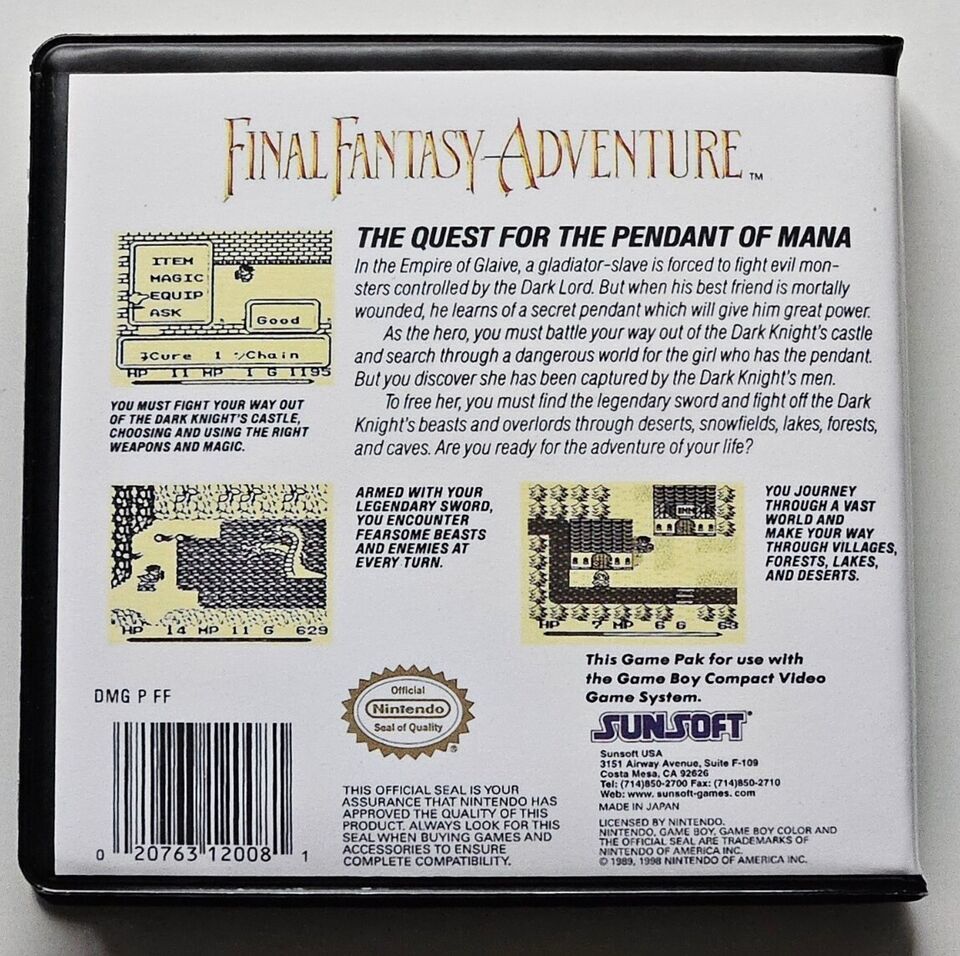 FINAL FANTASY ADVENTURE ™
THE QUEST FOR THE PENDANT OF MANA
In the Empire of Glaive, a gladiator-slave is forced to fight evil mon-
sters controlled by the Dark Lord. But when his best friend is mortally
wounded, he learns of a secret pendant which will give him great power.
As the hero, you must battle your way out of the Dark Knight's castle
and search through a dangerous world for the girl who has the pendant.
But you discover she has been captured by the Dark Knight's men.
To free her, you must find the legendary sword and fight off the Dark
Knight's beasts and overlords through deserts, snowfields, lakes, forests,
and caves. Are you ready for the adventure of your life?
ITEM
MAGIC
EQUIP
ASK
Good
Cure 1 Chain
HP 11 MP 1 G 1195
YOU MUST FIGHT YOUR WAY OUT
OF THE DARK KNIGHT'S CASTLE,
CHOOSING AND USING THE RIGHT
WEAPONS AND MAGIC.
HP 14 MP 11 G 629
ARMED WITH YOUR
LEGENDARY SWORD,
YOU ENCOUNTER
FEARSOME BEASTS
AND ENEMIES AT
EVERY TURN.
INN
HP 7 MP 6 G 63
YOU JOURNEY
THROUGH A VAST
WORLD AND
MAKE YOUR WAY
THROUGH VILLAGES,
FORESTS, LAKES,
AND DESERTS.
DMG P FF
0 20763 12008 1
Official
Nintendo
Seal of Quality
®
THIS OFFICIAL SEAL IS YOUR
ASSURANCE THAT NINTENDO HAS
APPROVED THE QUALITY OF THIS
PRODUCT. ALWAYS LOOK FOR THIS
SEAL WHEN BUYING GAMES AND
ACCESSORIES TO ENSURE
COMPLETE COMPATIBILITY.
This Game Pak for use with
the Game Boy Compact Video
Game System.
SUNSOFT
Sunsoft USA
3151 Airway Avenue, Suite F-109
Costa Mesa, CA 92626
Tel: (714)850-2700 Fax: (714)850-2710
Web: www. sunsoft-games. com
MADE IN JAPAN
LICENSED BY NINTENDO.
NINTENDO, GAME BOY, GAME BOY COLOR AND
THE OFFICIAL SEAL ARE TRADEMARKS OF
NINTENDO OF AMERICA INC.
© 1989, 1998 NINTENDO OF AMERICA INC.